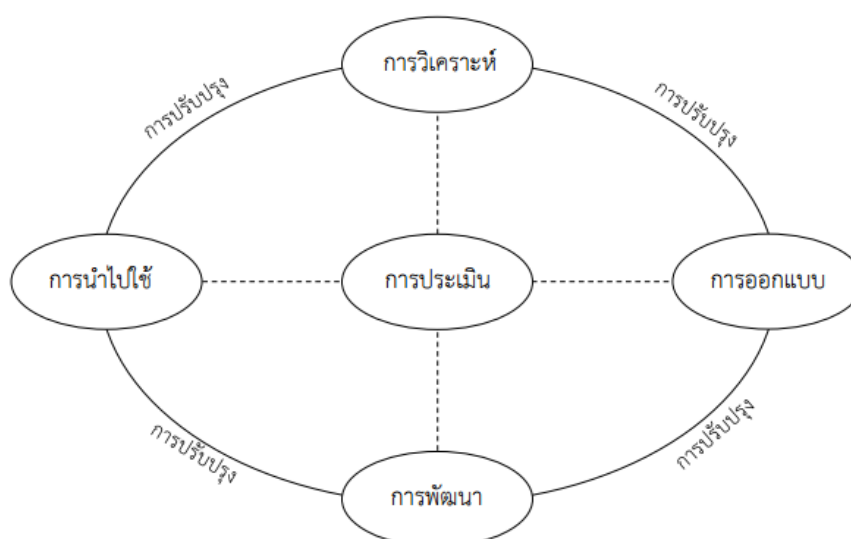 การวิเคราะห์
การปรับปรุง
การปรับปรุง
การนำไปใช้
การประเมิน
การออกแบบ
การปรับปรุง
การปรับปรุง
การพัฒนา